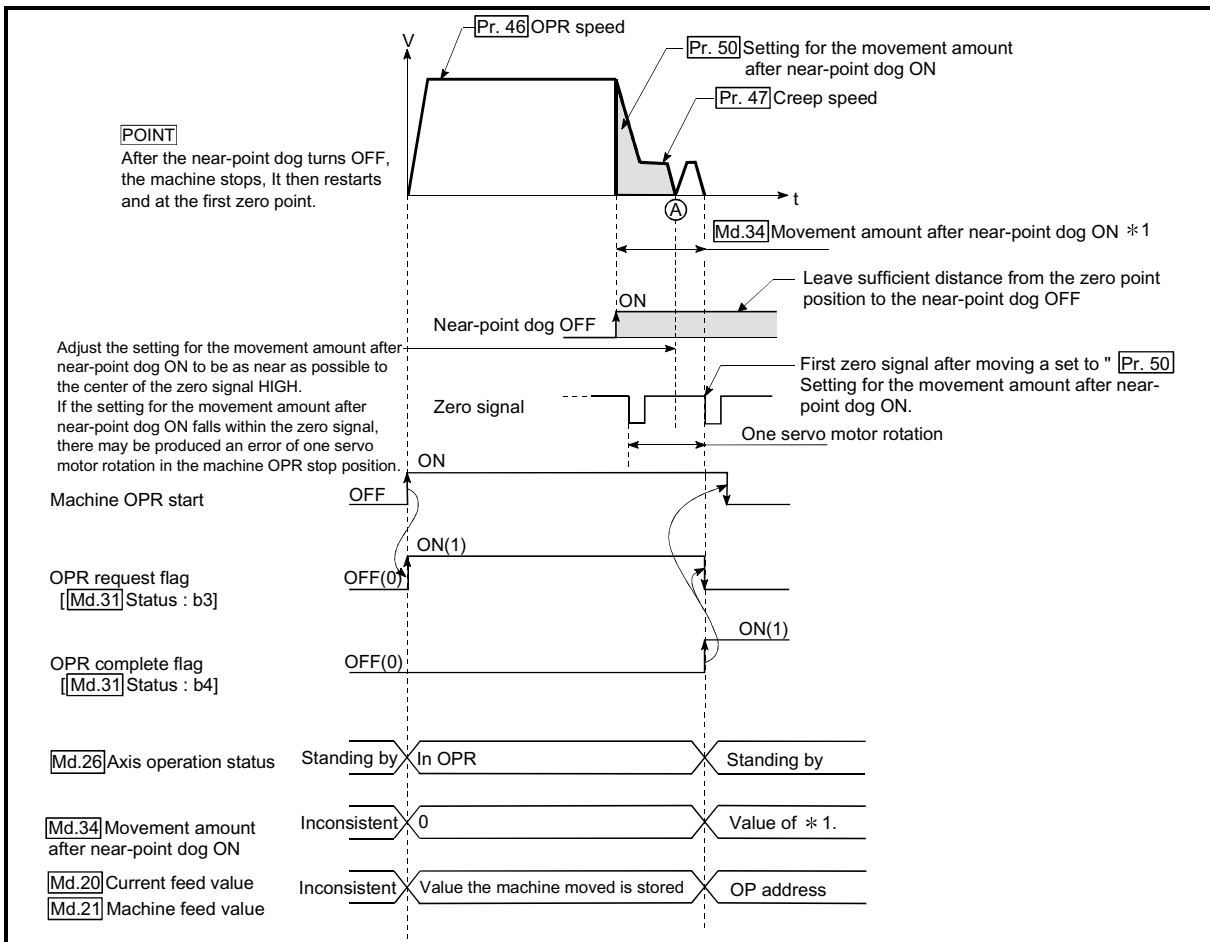 Pr. 46 OPR speed
V
Pr. 50 Setting for the movement amount
after near-point dog ON
Pr. 47 Creep speed
POINT
After the near-point dog turns OFF,
the machine stops, It then restarts
and at the first zero point.
t
A
Md.34 Movement amount after near-point dog ON *1
Leave sufficient distance from the zero point
position to the near-point dog OFF
ON
Near-point dog OFF
Adjust the setting for the movement amount after
near-point dog ON to be as near as possible to
the center of the zero signal HIGH.
If the setting for the movement amount after
near-point dog ON falls within the zero signal,
there may be produced an error of one servo
motor rotation in the machine OPR stop position.
First zero signal after moving a set to " Pr. 50
Setting for the movement amount after near-
point dog ON.
Zero signal
One servo motor rotation
ON
Machine OPR start
OFF
ON(1)
OPR request flag
[Md.31 Status : b3]
OFF(0)
ON(1)
OPR complete flag
[Md.31 Status : b4]
OFF(0)
Md.26 Axis operation status
Standing by
In OPR
Standing by
Md.34 Movement amount
after near-point dog ON
Inconsistent
0
Value of *1.
Md.20 Current feed value
Md.21 Machine feed value
Inconsistent
Value the machine moved is stored
OP address